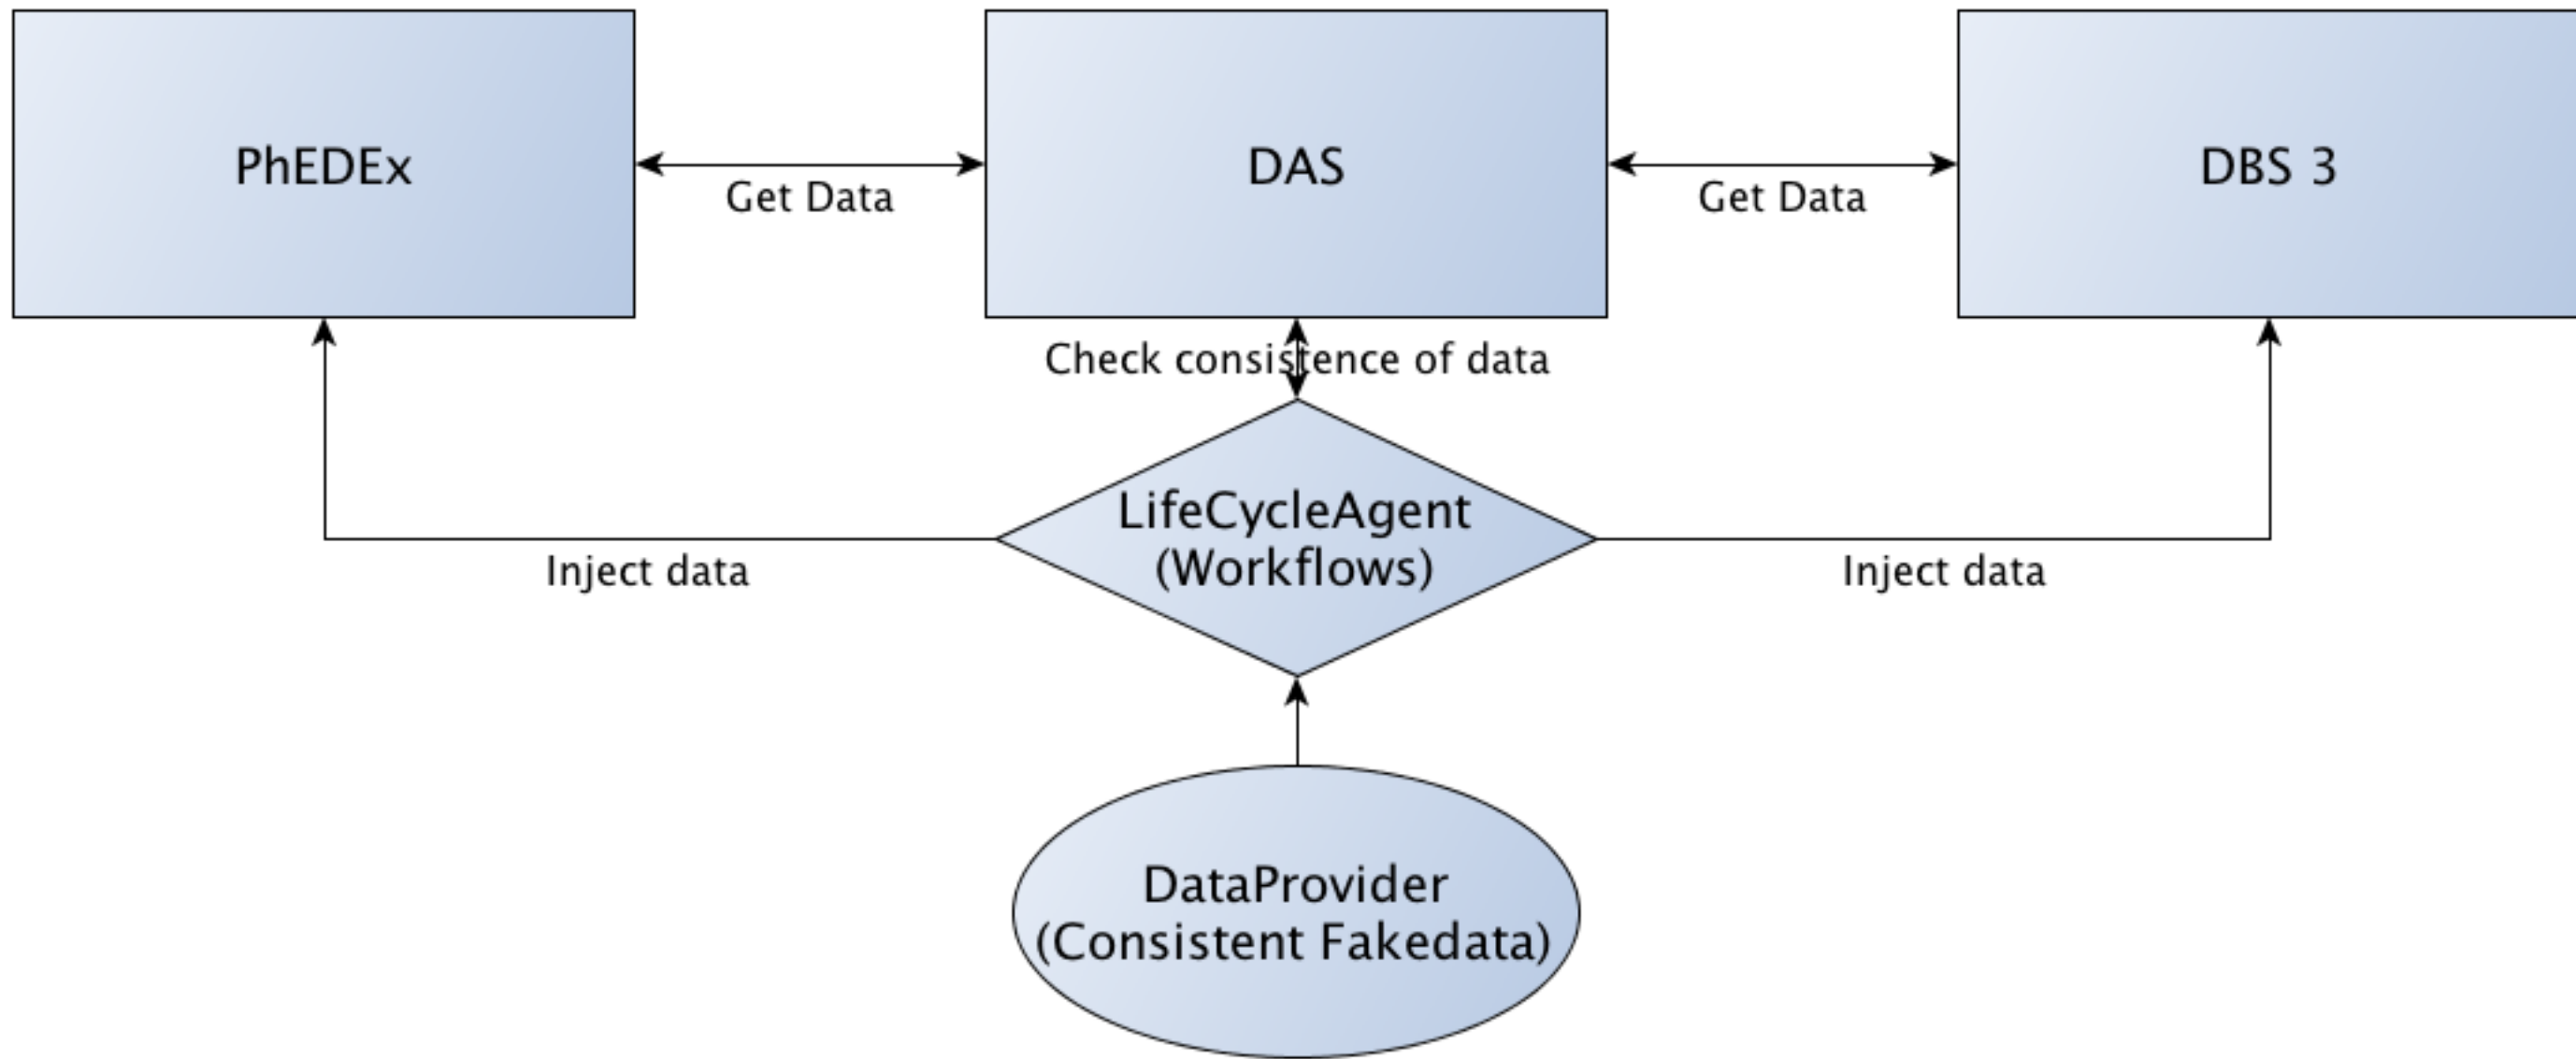 PhEDEx
DAS
DBS 3
Get Data
Get Data
Check consistence of data
LifeCycleAgent
(Workflows)
Inject data
Inject data
DataProvider
(Consistent Fakedata)